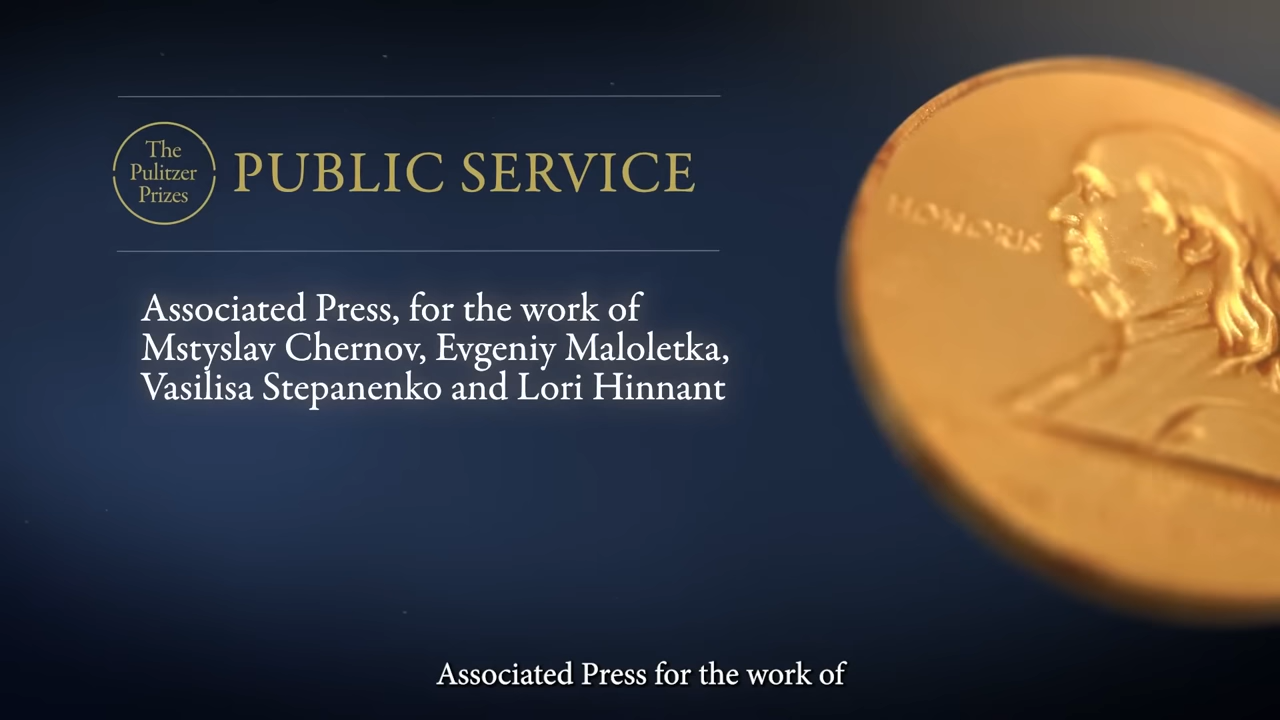 The
Pulitzer
Prizes
PUBLIC SERVICE
HONORIS
Associated Press, for the work of
Mstyslav Chernov, Evgeniy Maloletka,
Vasilisa Stepanenko and Lori Hinnant
Associated Press for the work of